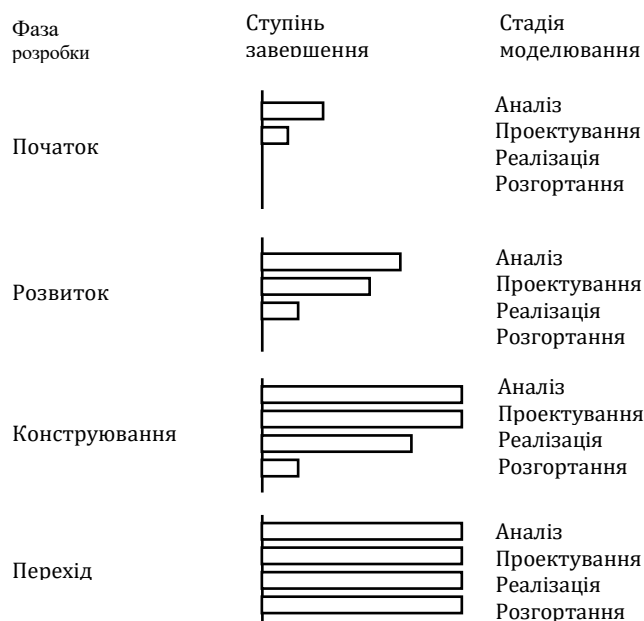 Фаза
розробки
Ступінь
завершення
Стадія
моделювання
Початок
Аналіз
Проектування
Реалізація
Розгортання
Розвиток
Аналіз
Проектування
Реалізація
Розгортання
Конструювання
Аналіз
Проектування
Реалізація
Розгортання
Перехід
Аналіз
Проектування
Реалізація
Розгортання